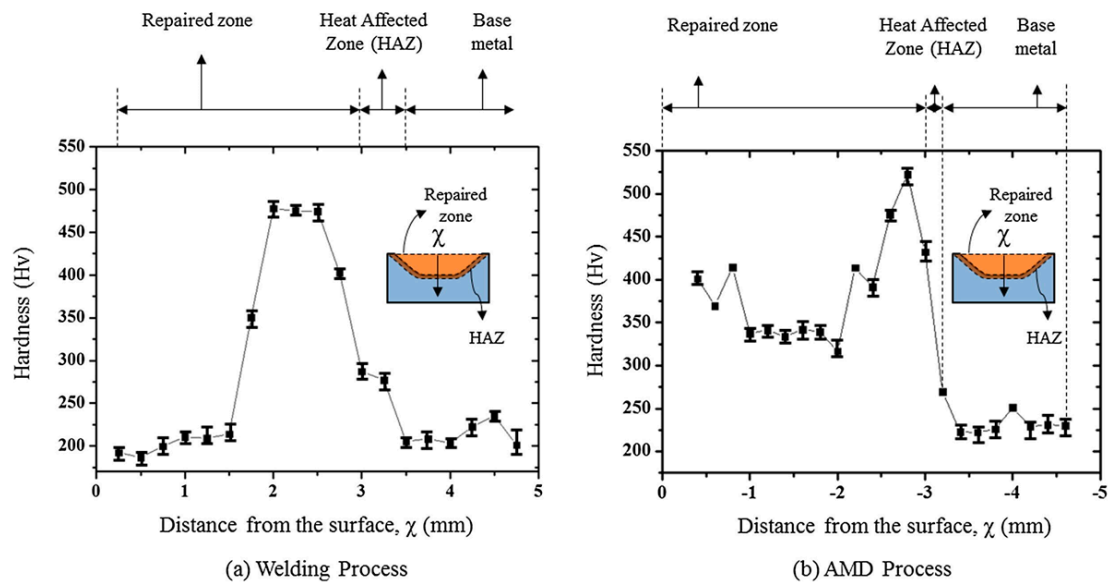 Repaired zone
Heat Affected
Zone (HAZ)
Base
metal
550
500
450
400
350
300
250
200
Hardness (Hv)
Repaired
zone
χ
HAZ
0
1
2
3
4
5
Distance from the surface, χ (mm)
(a) Welding Process
Repaired zone
Heat Affected
Zone (HAZ)
Base
metal
550
500
450
400
350
300
250
200
Hardness (Hv)
Repaired
zone
χ
HAZ
0
-1
-2
-3
-4
-5
Distance from the surface, χ (mm)
(b) AMD Process